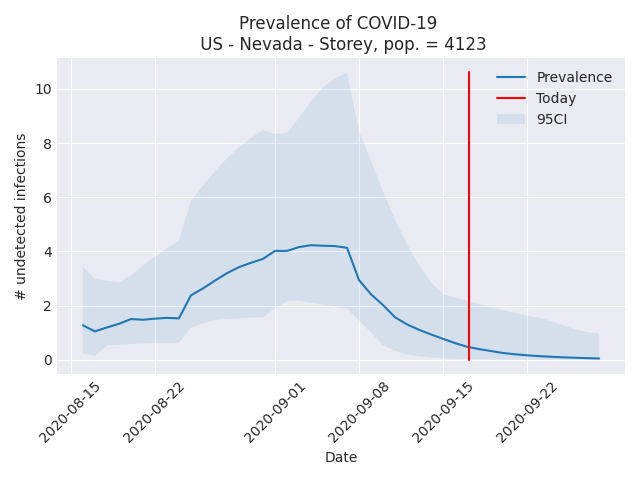 Prevalence of COVID-19
US - Nevada - Storey, pop. = 4123
Prevalence
Today
95CI
# undetected infections
10
8
6
4
2
0
2020-08-15
2020-08-22
2020-09-01
2020-09-08
2020-09-15
2020-09-22
Date